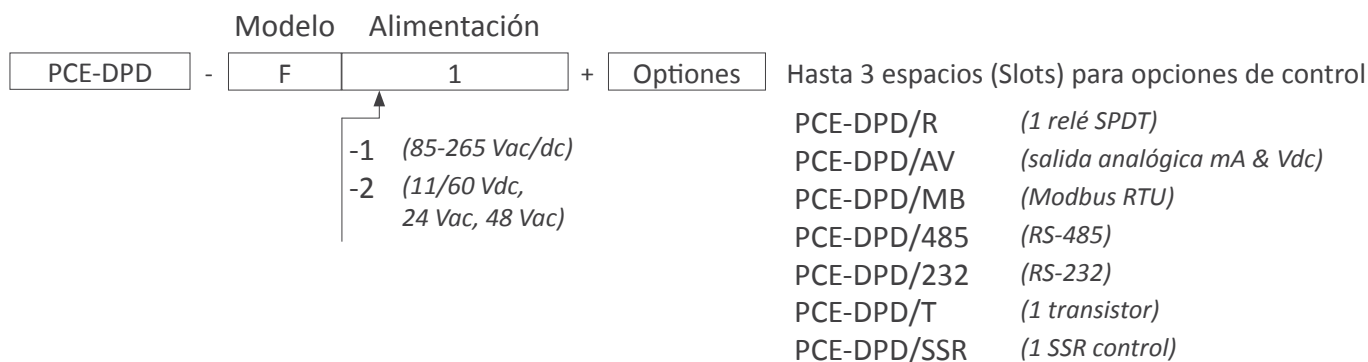 Modelo Alimentación
PCE-DPD - F 1 + Optiones Hasta 3 espacios (Slots) para opciones de control
-1 (85-265 Vac/dc)
-2 (11/60 Vdc,
24 Vac, 48 Vac)
PCE-DPD/R (1 relé SPDT)
PCE-DPD/AV (salida analógica mA & Vdc)
PCE-DPD/MB (Modbus RTU)
PCE-DPD/485 (RS-485)
PCE-DPD/232 (RS-232)
PCE-DPD/T (1 transistor)
PCE-DPD/SSR (1 SSR control)